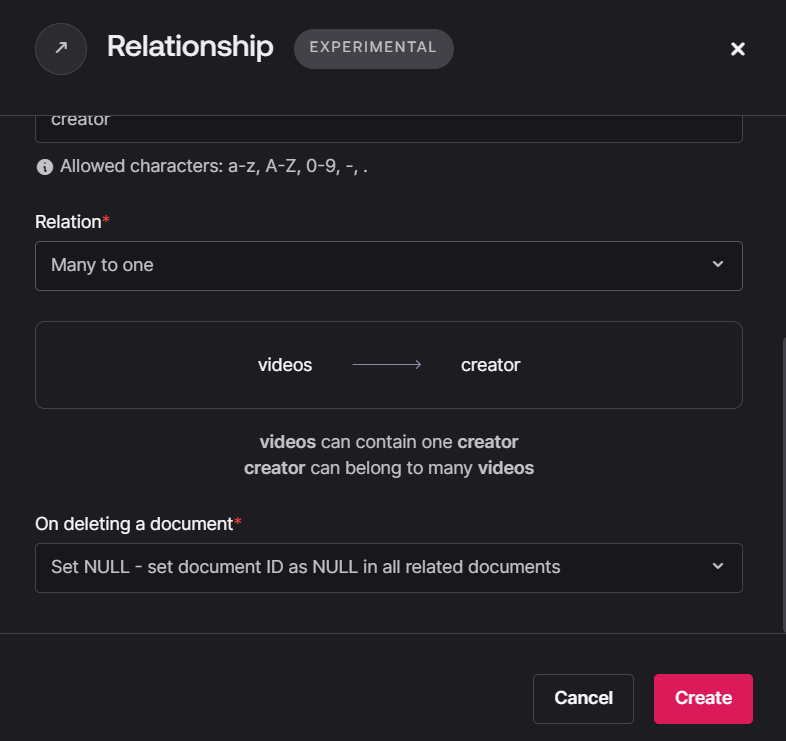 Relationship EXPERIMENTAL
creator
Allowed characters: a-z, A-Z, 0-9, -, .
Relation*
Many to one
videos creator
videos can contain one creator
creator can belong to many videos
On deleting a document*
Set NULL - set document ID as NULL in all related documents
Cancel Create